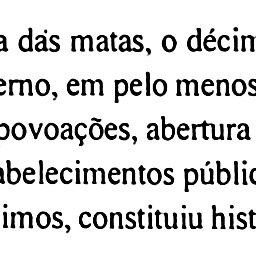 a das matas, o décim
erno, em pelo menos
povoações, abertura
abelecimentos públic
imos, constituiu hist